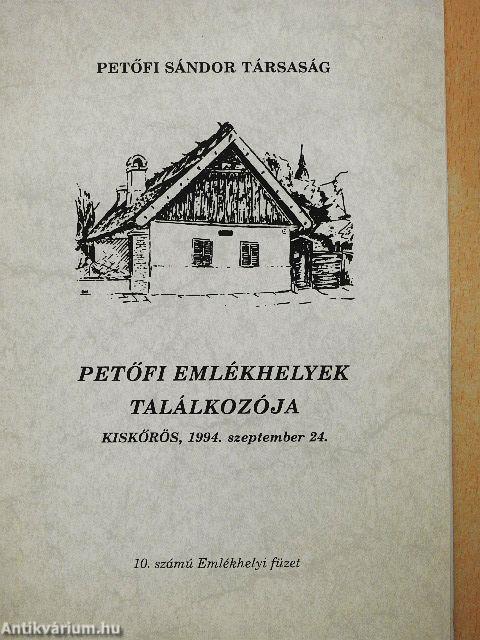 PETŐFI SÁNDOR TÁRSASÁG
PETŐFI EMLÉKHELYEK
TALÁLKOZÓJA
KISKŐRÖS, 1994. szeptember 24.
10. számú Emlékhelyi füzet
Antikvárium.hu